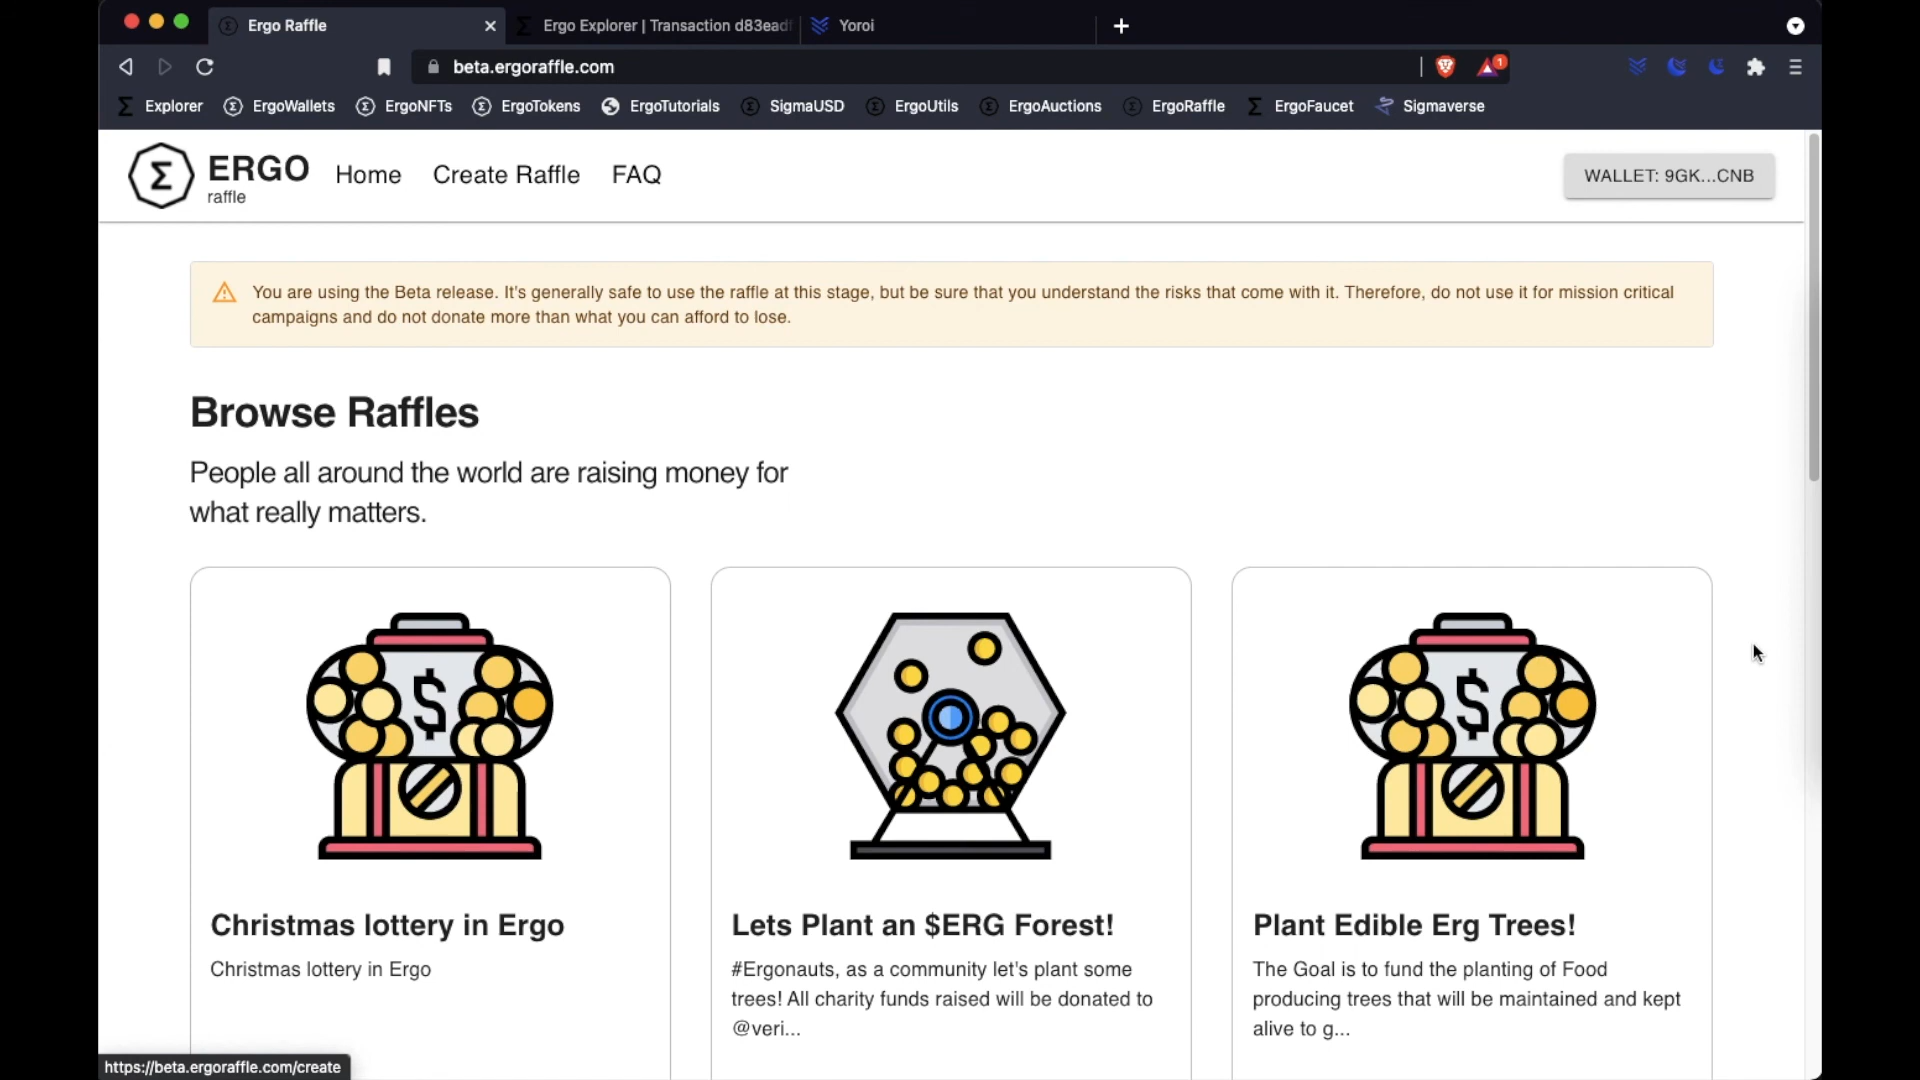 Ergo Raffle
Ergo Explorer | Transaction d83ead
Yoroi
beta.ergoraffle.com
1
Explorer
ErgoWallets
ErgoNFTs
ErgoTokens
ErgoTutorials
SigmaUSD
ErgoUtils
ErgoAuctions
ErgoRaffle
ErgoFaucet
Sigmaverse
Σ ERGO
raffle
Home
Create Raffle
FAQ
WALLET: 9GK...CNB
You are using the Beta release. It's generally safe to use the raffle at this stage, but be sure that you understand the risks that come with it. Therefore, do not use it for mission critical
campaigns and do not donate more than what you can afford to lose.
Browse Raffles
People all around the world are raising money for
what really matters.
$
$
Christmas lottery in Ergo
Christmas lottery in Ergo
Lets Plant an $ERG Forest!
#Ergonauts, as a community let's plant some
trees! All charity funds raised will be donated to
@veri...
Plant Edible Erg Trees!
The Goal is to fund the planting of Food
producing trees that will be maintained and kept
alive to g...
https://beta.ergoraffle.com/create